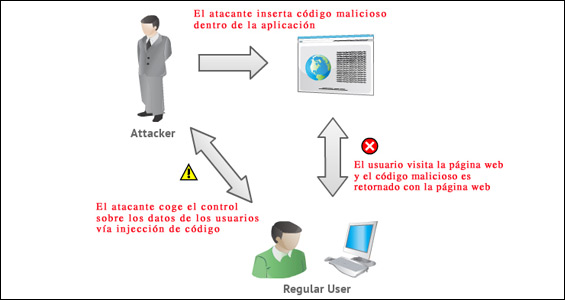 El atacante inserta código malicioso
dentro de la aplicación
Attacker
El usuario visita la página web
y el código malicioso es
retornado con la página web
El atacante coge el control
sobre los datos de los usuarios
vía injección de código
Regular User